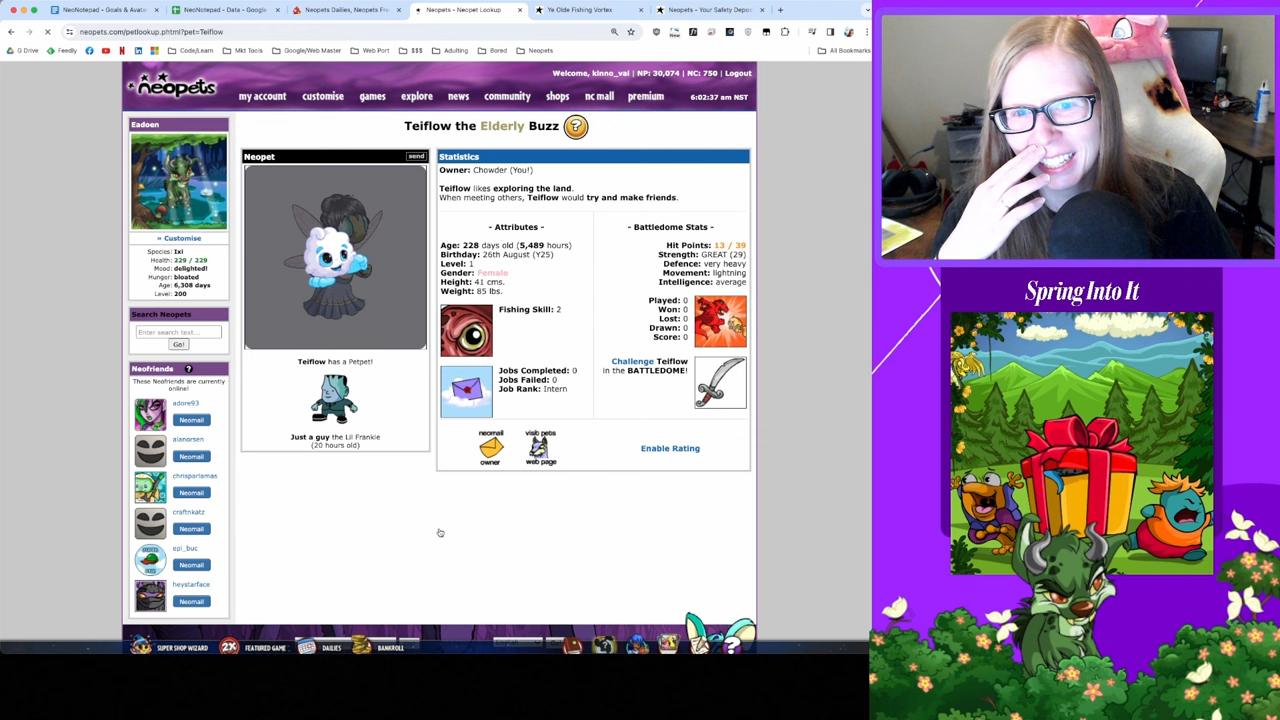 NeoNotepad - Goals & Avata
NeoNotepad - Data - Google
Neopets Dailies, Neopets Fre
Neopets - Neopet Lookup
Ye Olde Fishing Vortex
Neopets - Your Safety Depos
neopets.com/petlookup.phtml?pet=Teiflow
G Drive
Feedly
Code/Learn
Mkt Tools
Google/Web Master
Web Port
$$$
Adulting
Bored
Neopets
All Bookmarks
neopets
Welcome, kinno_val | NP: 30,074 | NC: 750 | Logout
my account customise games explore news community shops nc mall premium
6:02:37 am NST
Eadoen
» Customise
Species: Ixi
Health: 229 / 229
Mood: delighted!
Hunger: bloated
Age: 6,308 days
Level: 200
Search Neopets
Enter search text...
Go!
Neofriends ?
These Neofriends are currently
online!
adore93
Neomail
alanorsen
Neomail
chrisparlamas
Neomail
craftnkatz
Neomail
epi_buc
Neomail
heystarface
Neomail
Teiflow the Elderly Buzz ?
Neopet
send
Teiflow has a Petpet!
Just a guy the Lil Frankie
(20 hours old)
Statistics
Owner: Chowder (You!)
Teiflow likes exploring the land.
When meeting others, Teiflow would try and make friends.
- Attributes -
Age: 228 days old (5,489 hours)
Birthday: 26th August (Y25)
Level: 1
Gender: Female
Height: 41 cms.
Weight: 85 lbs.
Fishing Skill: 2
Jobs Completed: 0
Jobs Failed: 0
Job Rank: Intern
neomail
owner
visit pets
web page
- Battledome Stats -
Hit Points: 13 / 39
Strength: GREAT (29)
Defence: very heavy
Movement: lightning
Intelligence: average
Played: 0
Won: 0
Lost: 0
Drawn: 0
Score: 0
Challenge Teiflow
in the BATTLEDOME!
Enable Rating
SUPER SHOP WIZARD
2X
FEATURED GAME
DAILIES
BANKROLL
Spring Into It